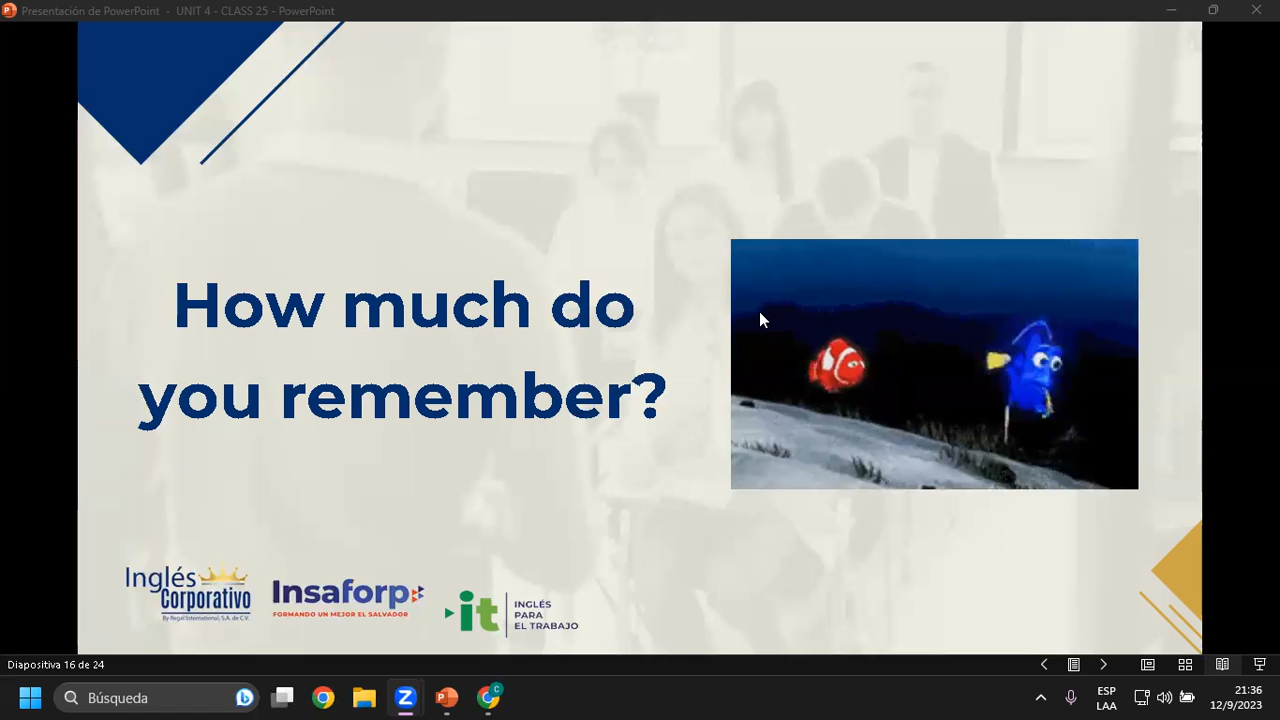 Presentación de PowerPoint - UNIT 4 - CLASS 25 - PowerPoint
How much do
you remember?
Inglés
Corporativo
By Regal International, S.A. de C.V.
Insaforp
FORMANDO UN MEJOR EL SALVADOR
it
INGLÉS
PARA
EL TRABAJO
Diapositiva 16 de 24
Búsqueda
ESP
LAA
21:36
12/9/2023